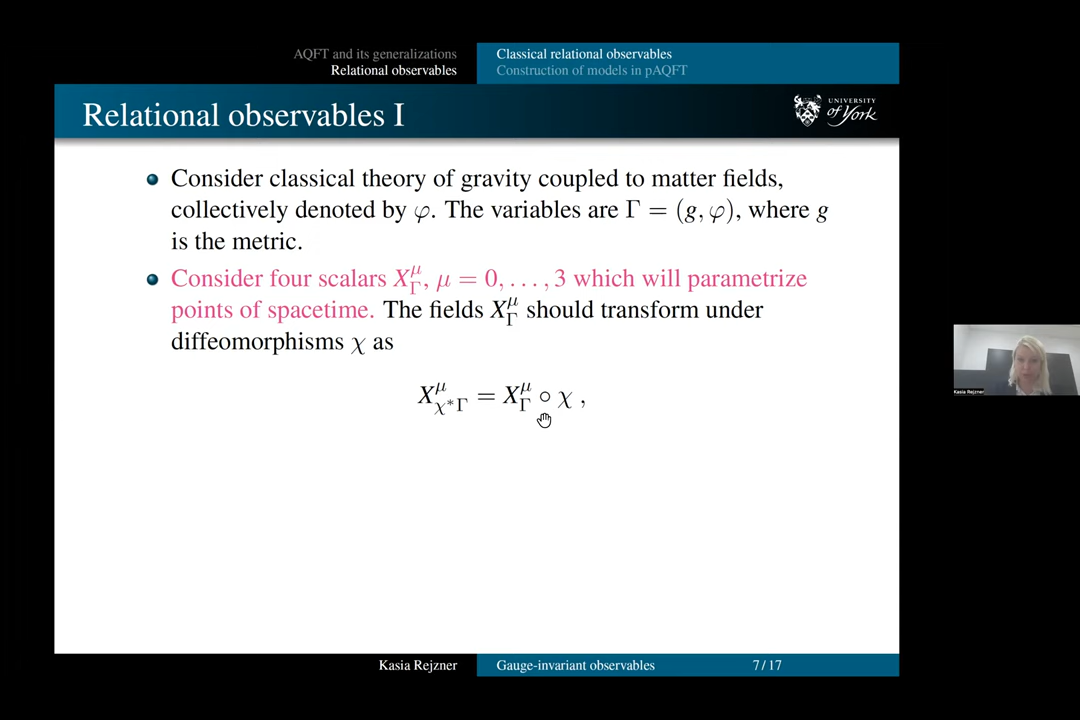 AQFT and its generalizations
Relational observables
Classical relational observables
Construction of models in pAQFT
Relational observables I
UNIVERSITY
of York
Consider classical theory of gravity coupled to matter fields,
collectively denoted by φ. The variables are Γ = (g, φ), where g
is the metric.
Consider four scalars X^μ_Γ, μ = 0, . . . , 3 which will parametrize
points of spacetime. The fields X^μ_Γ should transform under
diffeomorphisms χ as
X^μ_{χ*Γ} = X^μ_Γ ∘ χ ,
Kasia Rejzner
Kasia Rejzner
Gauge-invariant observables
7 / 17